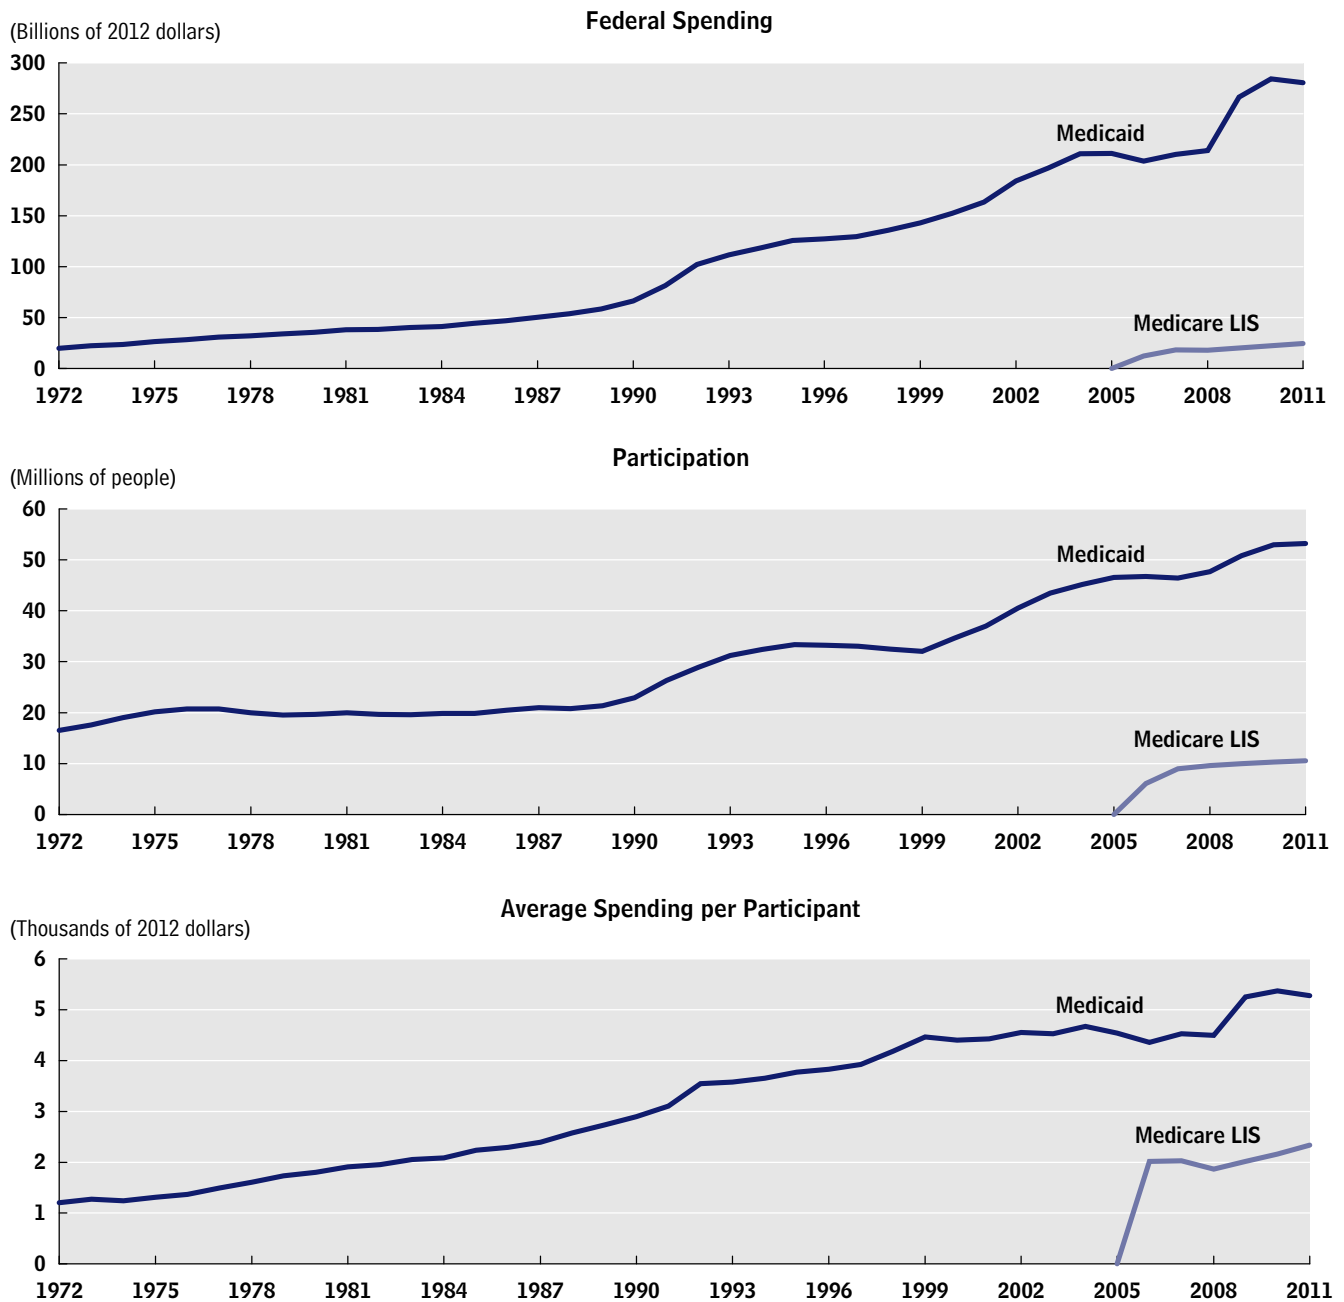 Federal Spending
(Billions of 2012 dollars)
300
250
Medicaid
200
150
100
50
Medicare LIS
0
1972 1975 1978 1981 1984 1987 1990 1993 1996 1999 2002 2005 2008 2011
Participation
(Millions of people)
60
50
Medicaid
40
30
20
Medicare LIS
10
0
1972 1975 1978 1981 1984 1987 1990 1993 1996 1999 2002 2005 2008 2011
Average Spending per Participant
(Thousands of 2012 dollars)
6
5
Medicaid
4
3
Medicare LIS
2
1
0
1972 1975 1978 1981 1984 1987 1990 1993 1996 1999 2002 2005 2008 2011